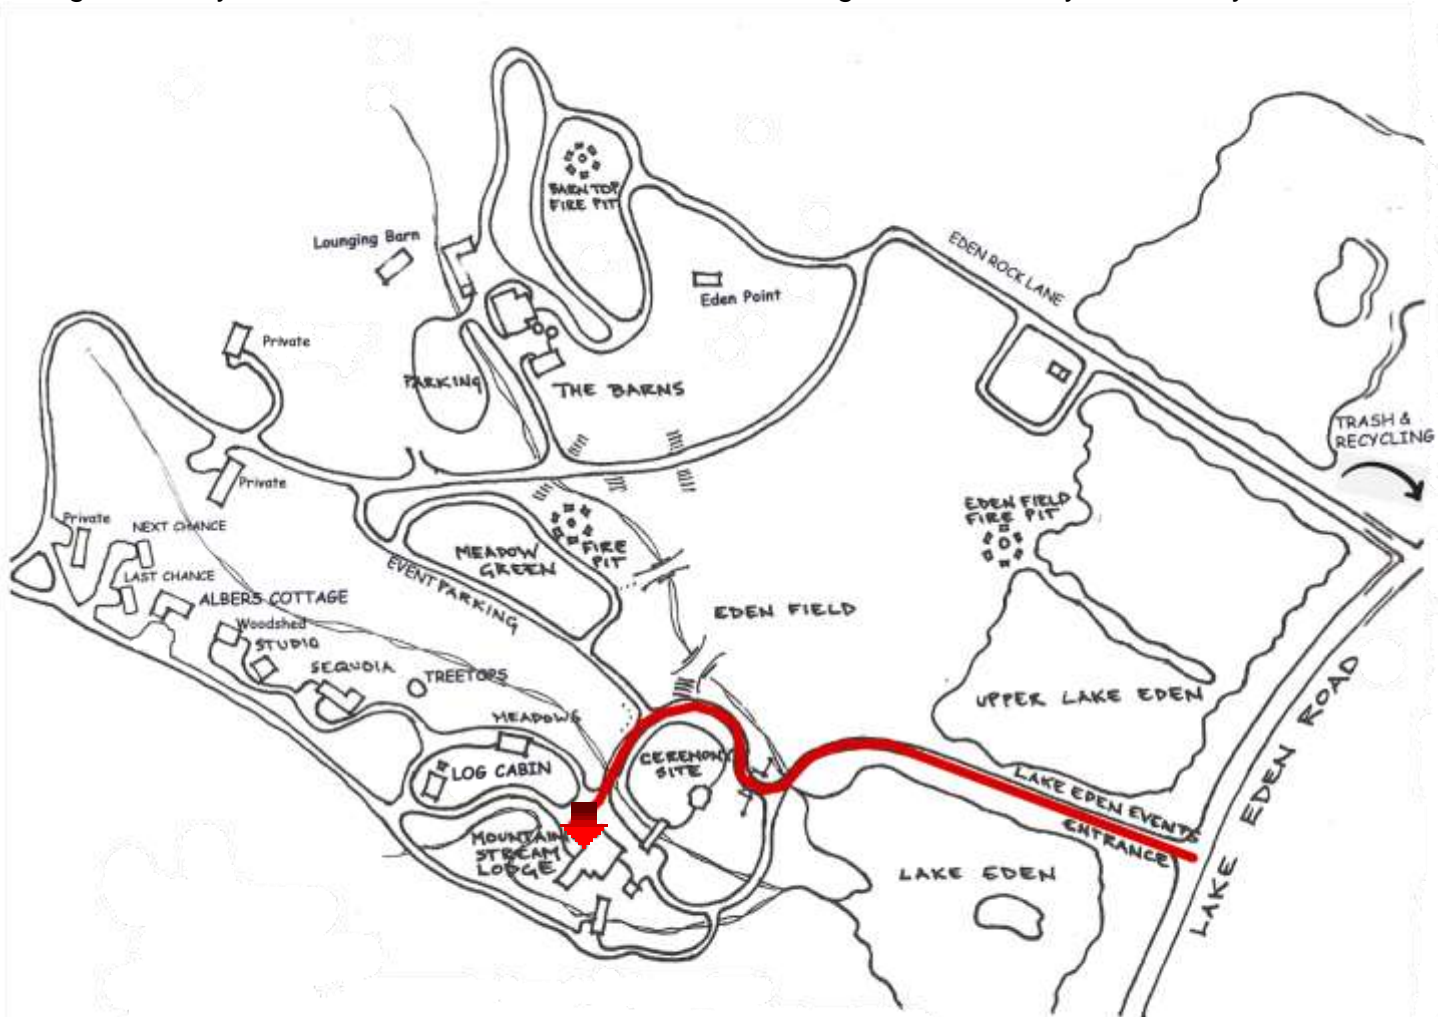 BARN TOP
FIRE PIT
Lounging Barn
EDEN ROCK LANE
Eden Point
Private
PARKING
THE BARNS
TRASH &
RECYCLING
Private
EDEN FIELD
FIRE PIT
Private
NEXT CHANCE
FIRE
PIT
MEADOW
GREEN
EVENT PARKING
LAST CHANCE
ALBERS COTTAGE
EDEN FIELD
Woodshed
STUDIO
SEQUOIA
TREETOPS
UPPER LAKE EDEN
LAKE EDEN ROAD
MEADOWS
CEREMONY
SITE
LOG CABIN
LAKE EDEN EVENTS
ENTRANCE
MOUNTAIN
STREAM
LODGE
LAKE EDEN